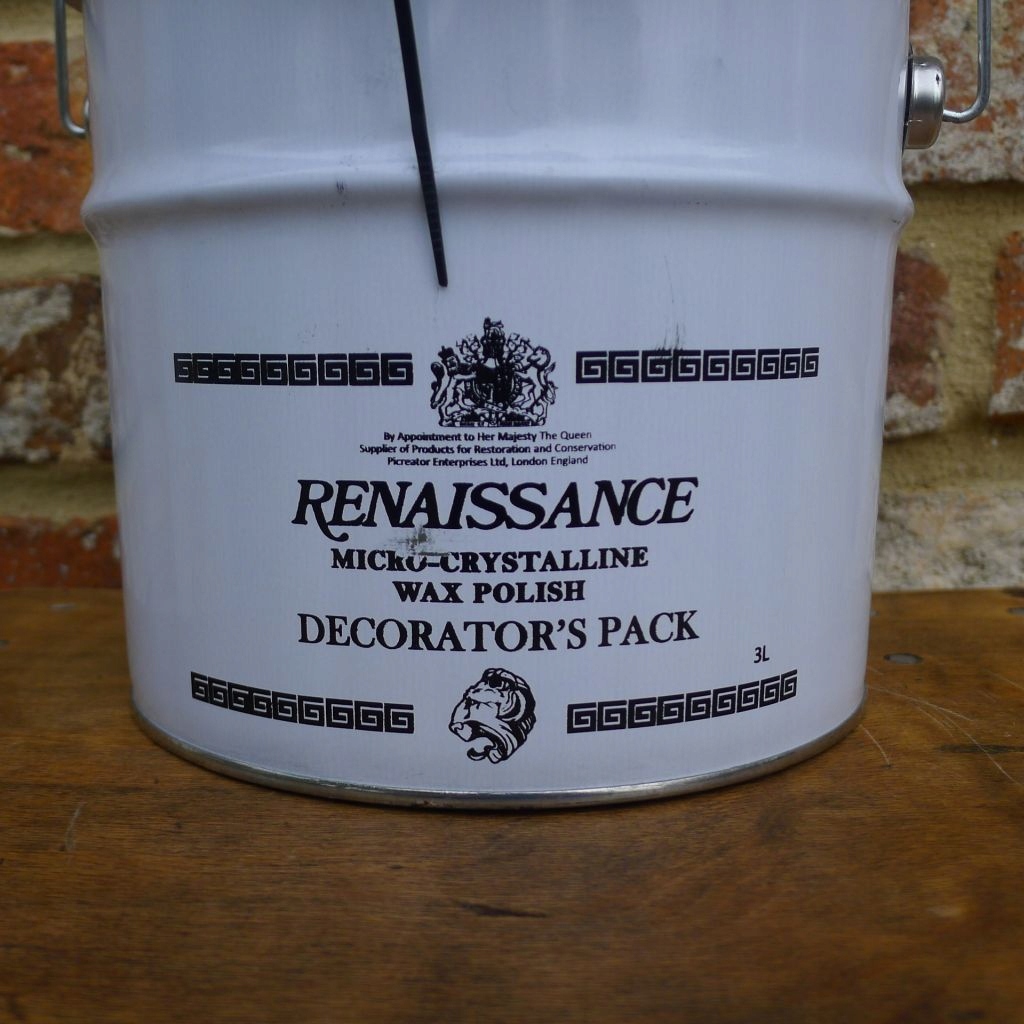 By Appointment to Her Majesty The Queen
Supplier of Products for Restoration and Conservation
Picreator Enterprises Ltd, London England
RENAISSANCE
MICRO-CRYSTALLINE
WAX POLISH
DECORATOR'S PACK
3L